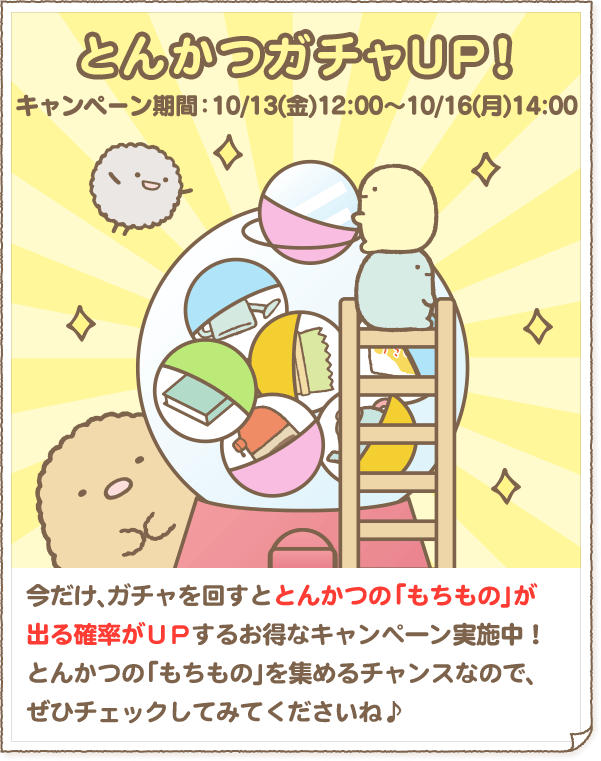 とんかつガチャUP！
キャンペーン期間：10/13(金)12:00〜10/16(月)14:00
今だけ、ガチャを回すととんかつの「もちもの」が
出る確率がＵＰするお得なキャンペーン実施中！
とんかつの「もちもの」を集めるチャンスなので、
ぜひチェックしてみてくださいね♪